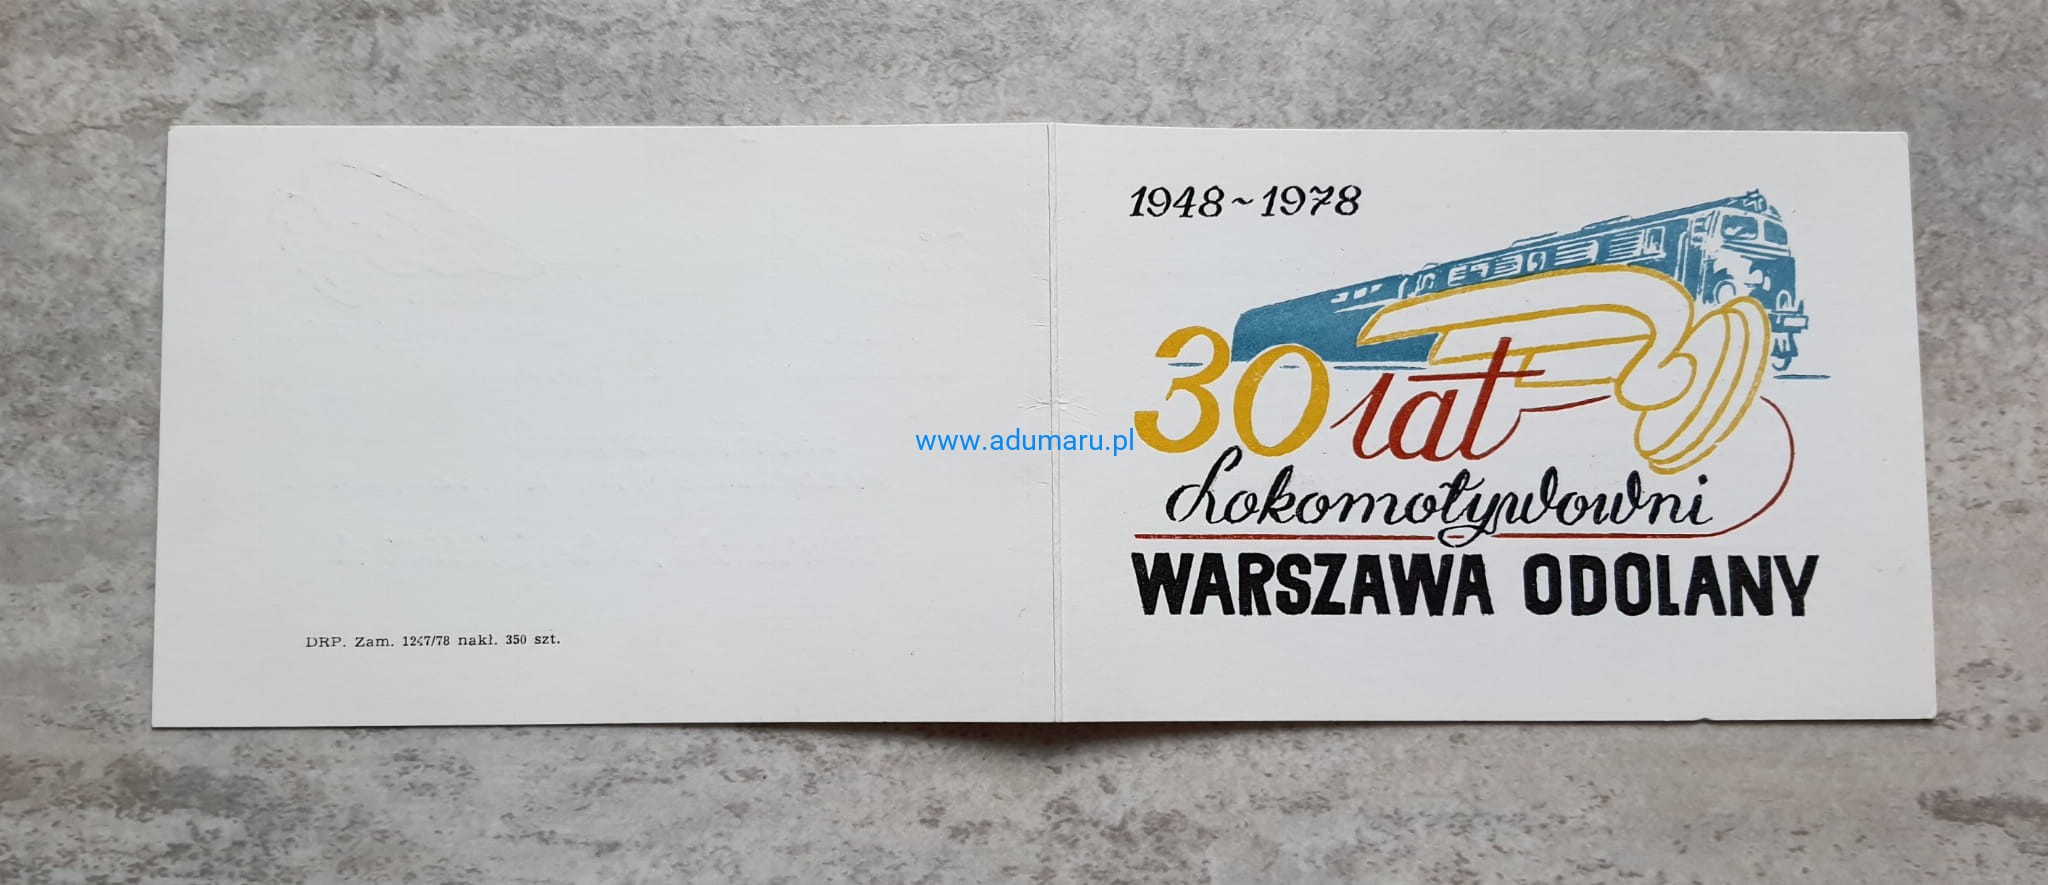 1948~1978
30 lat
Lokomotywowni
WARSZAWA ODOLANY
DRP. Zam. 1247/78 nakł. 350 szt.
www.adumaru.pl